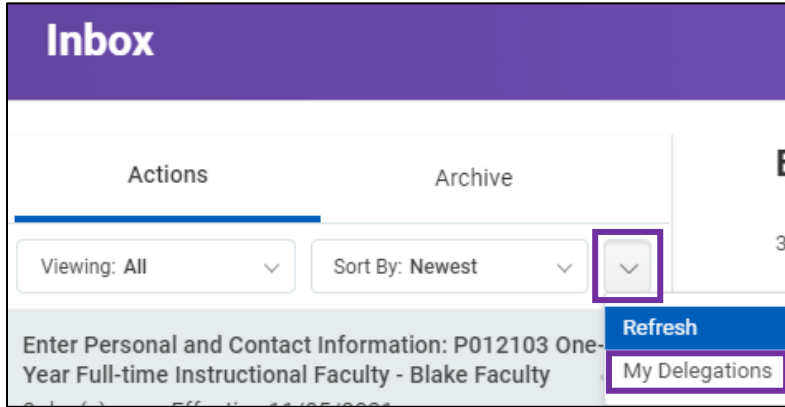 Inbox
Actions
Archive
Viewing: All
Sort By: Newest
Refresh
My Delegations
Enter Personal and Contact Information: P012103 One-
Year Full-time Instructional Faculty - Blake Faculty